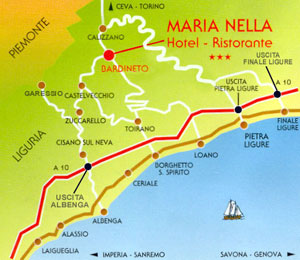 CEVA - TORINO
PIEMONTE
CALIZZANO
MARIA NELLA
Hotel - Ristorante
★★★
BARDINETO
USCITA
FINALE LIGURE
GARESSIO
CASTELVECCHIO
USCITA
PIETRA LIGURE
A 10
ZUCCARELLO
TOIRANO
LIGURIA
CISANO SUL NEVA
PIETRA
LIGURE
FINALE
LIGURE
A 10
BORGHETTO
S. SPIRITO
LOANO
CERIALE
USCITA
ALBENGA
ALBENGA
ALASSIO
LAIGUEGLIA
IMPERIA - SANREMO
SAVONA - GENOVA